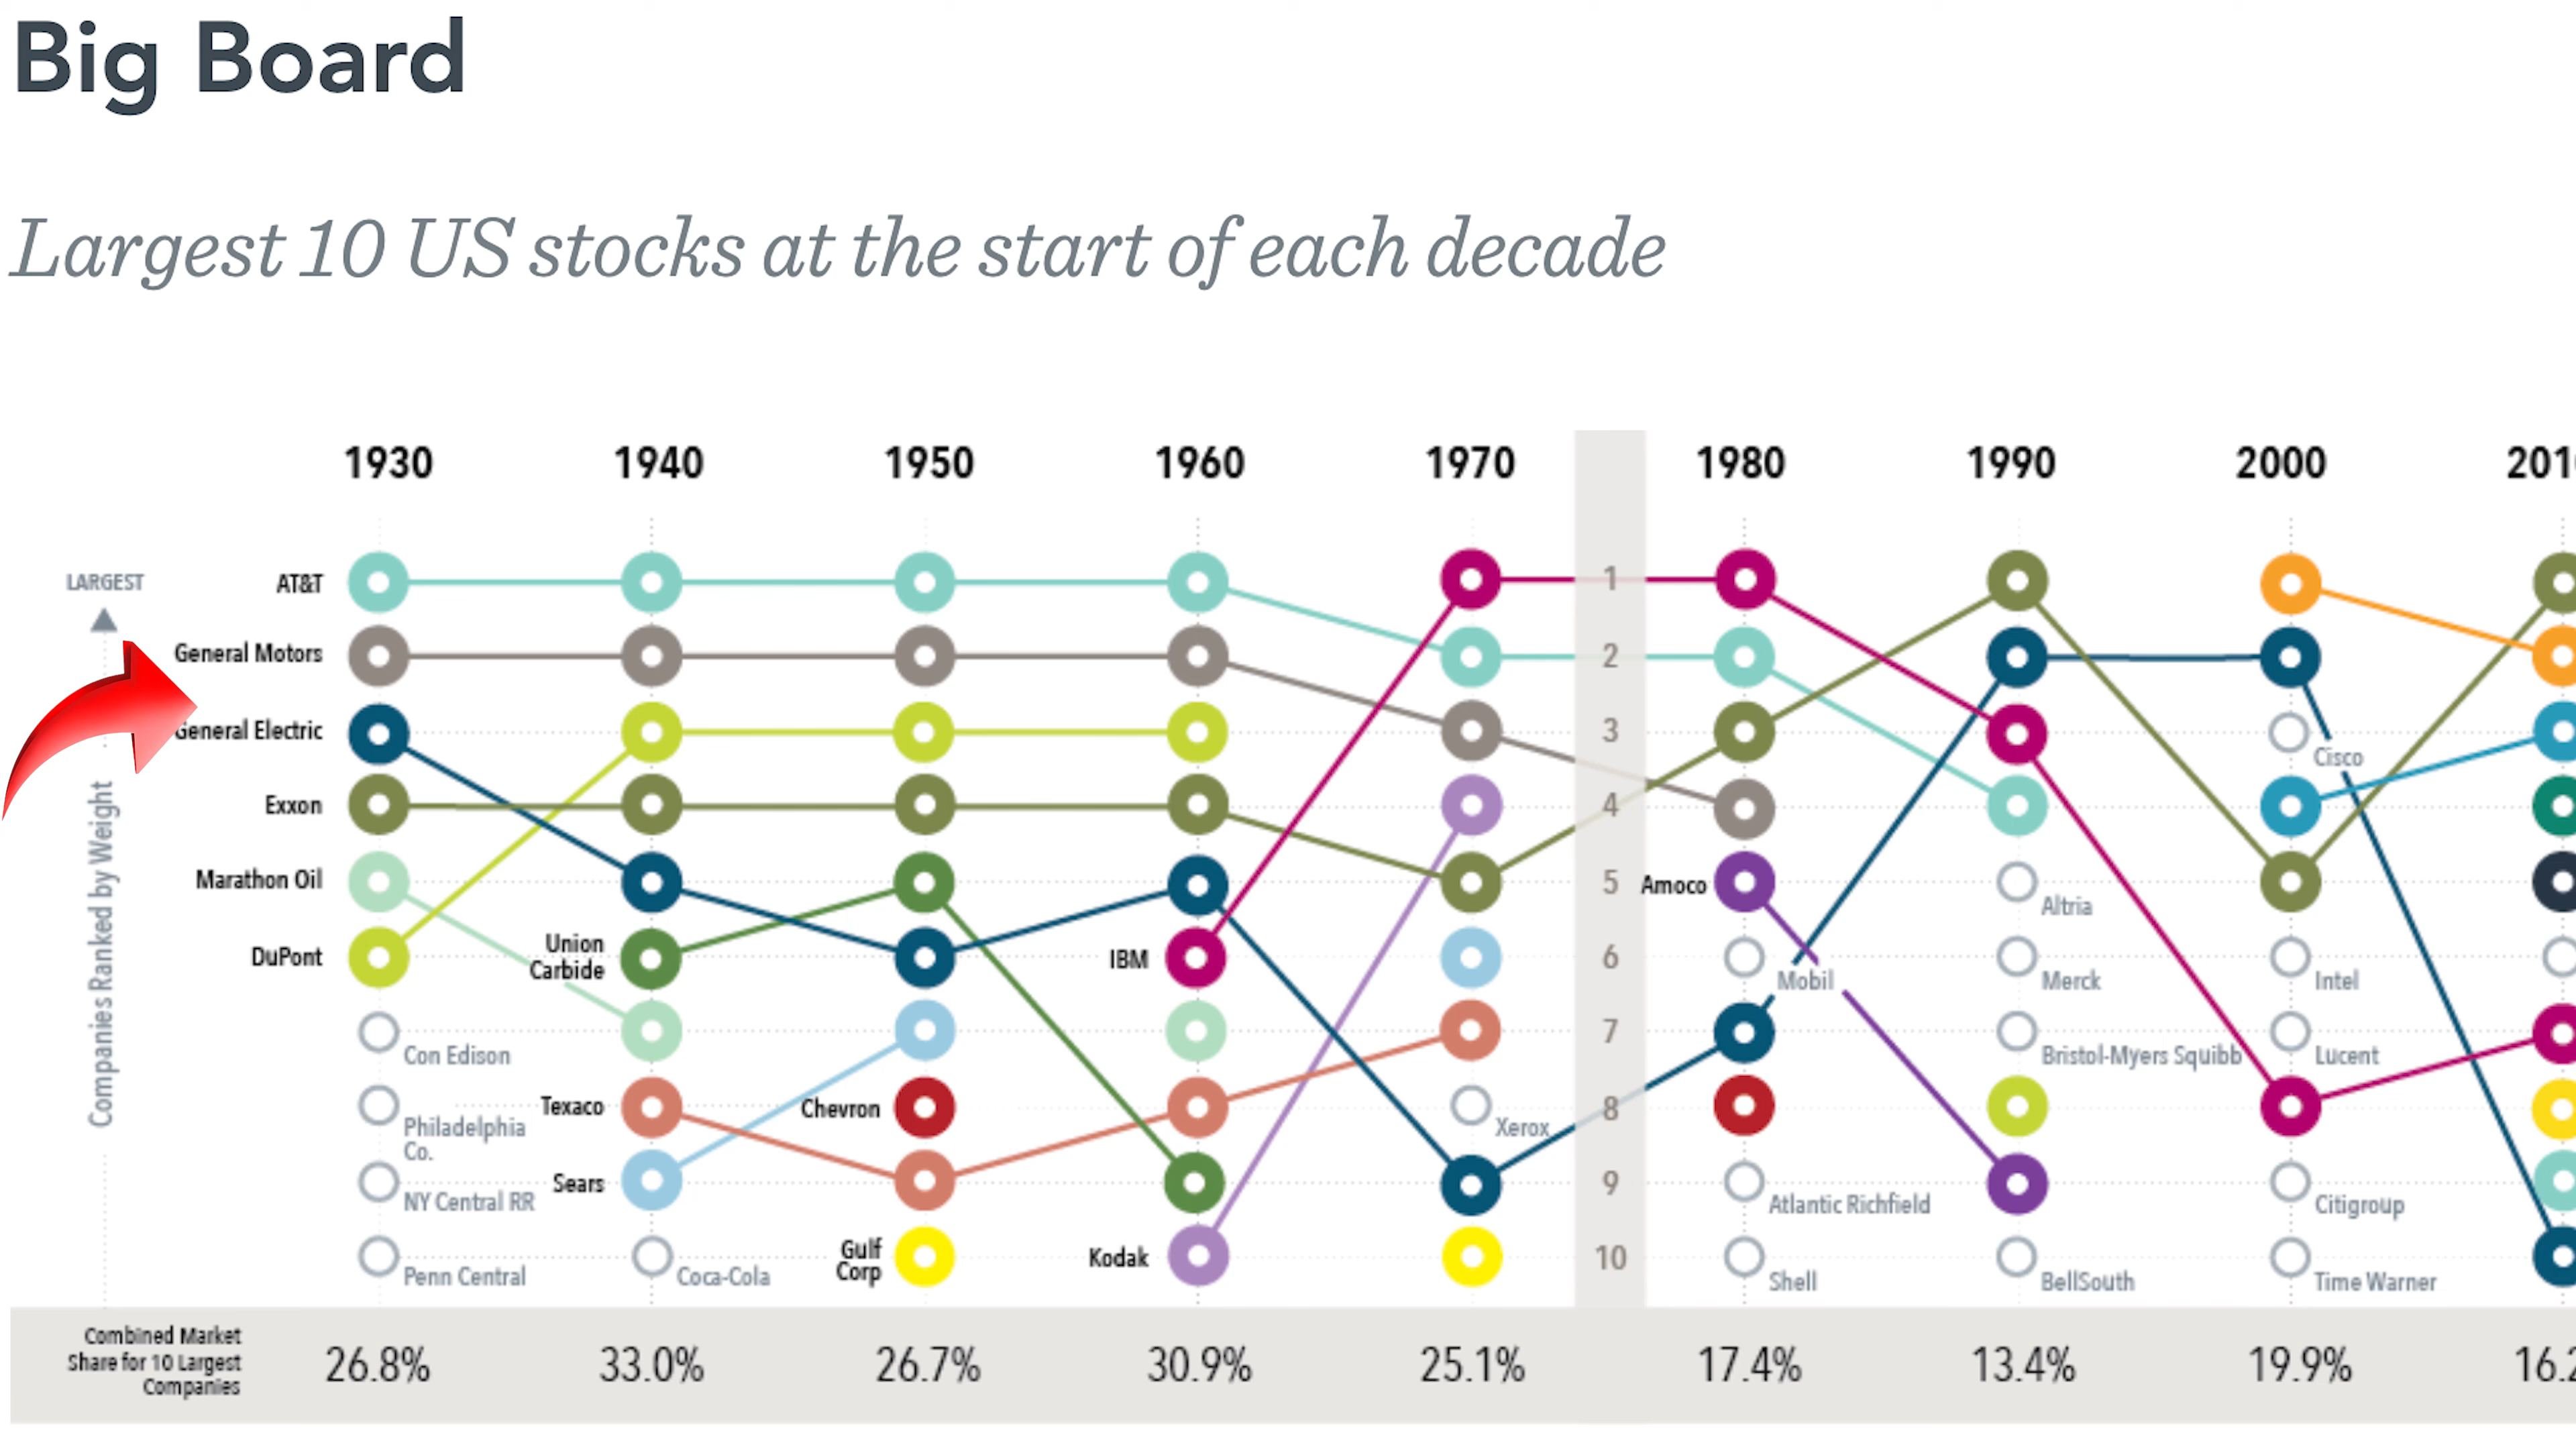 Big Board
Largest 10 US stocks at the start of each decade
1930 1940 1950 1960 1970 1980 1990 2000
LARGEST
Companies Ranked by Weight
AT&T
General Motors
General Electric
Exxon
Marathon Oil
DuPont
Con Edison
Philadelphia
Co.
NY Central RR
Penn Central
Union
Carbide
Texaco
Sears
Coca-Cola
Chevron
Gulf
Corp
IBM
Kodak
Xerox
1
2
3
4
5
6
7
8
9
10
Amoco
Mobil
Atlantic Richfield
Shell
Altria
Merck
Bristol-Myers Squibb
BellSouth
Cisco
Intel
Lucent
Citigroup
Time Warner
Combined Market
Share for 10 Largest
Companies
26.8% 33.0% 26.7% 30.9% 25.1% 17.4% 13.4% 19.9%